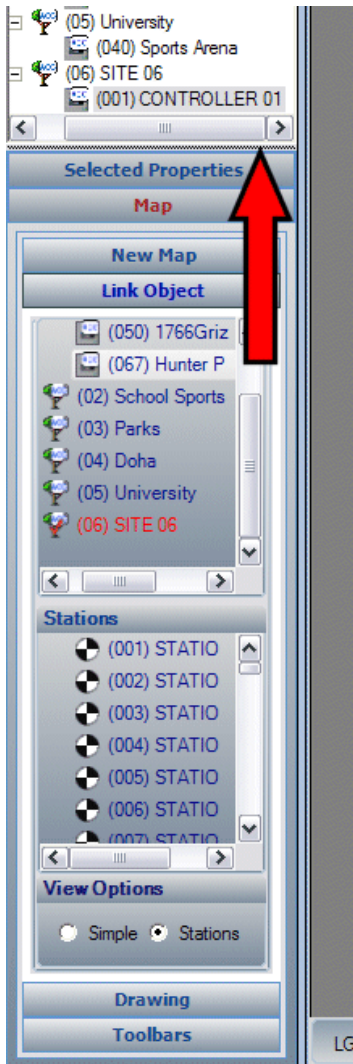 (05) University
(040) Sports Arena
(06) SITE 06
(001) CONTROLLER 01
Selected Properties
Map
New Map
Link Object
(050) 1766Griz
(067) Hunter P
(02) School Sports
(03) Parks
(04) Doha
(05) University
(06) SITE 06
Stations
(001) STATIO
(002) STATIO
(003) STATIO
(004) STATIO
(005) STATIO
(006) STATIO
(007) STATIO
View Options
Simple Stations
Drawing
Toolbars
LG